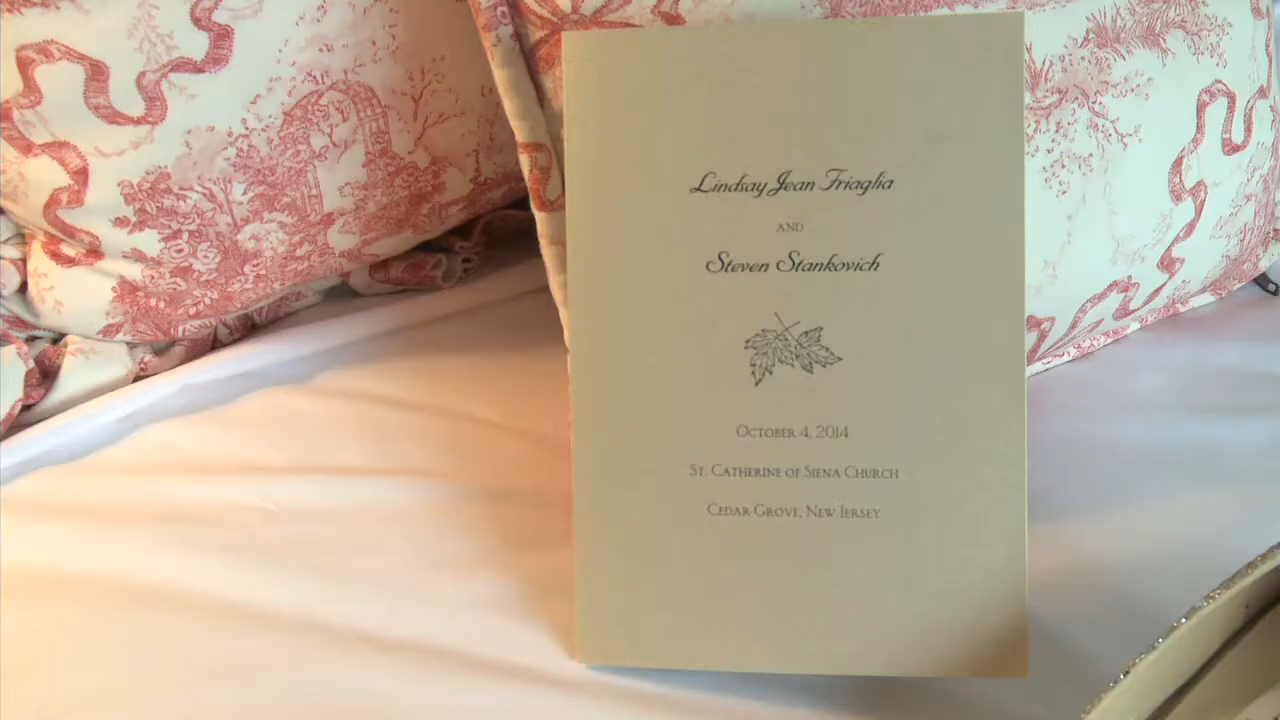 Lindsay Jean Friaglia
AND
Steven Stankovich
OCTOBER 4, 2014
ST. CATHERINE OF SIENA CHURCH
CEDAR GROVE, NEW JERSEY